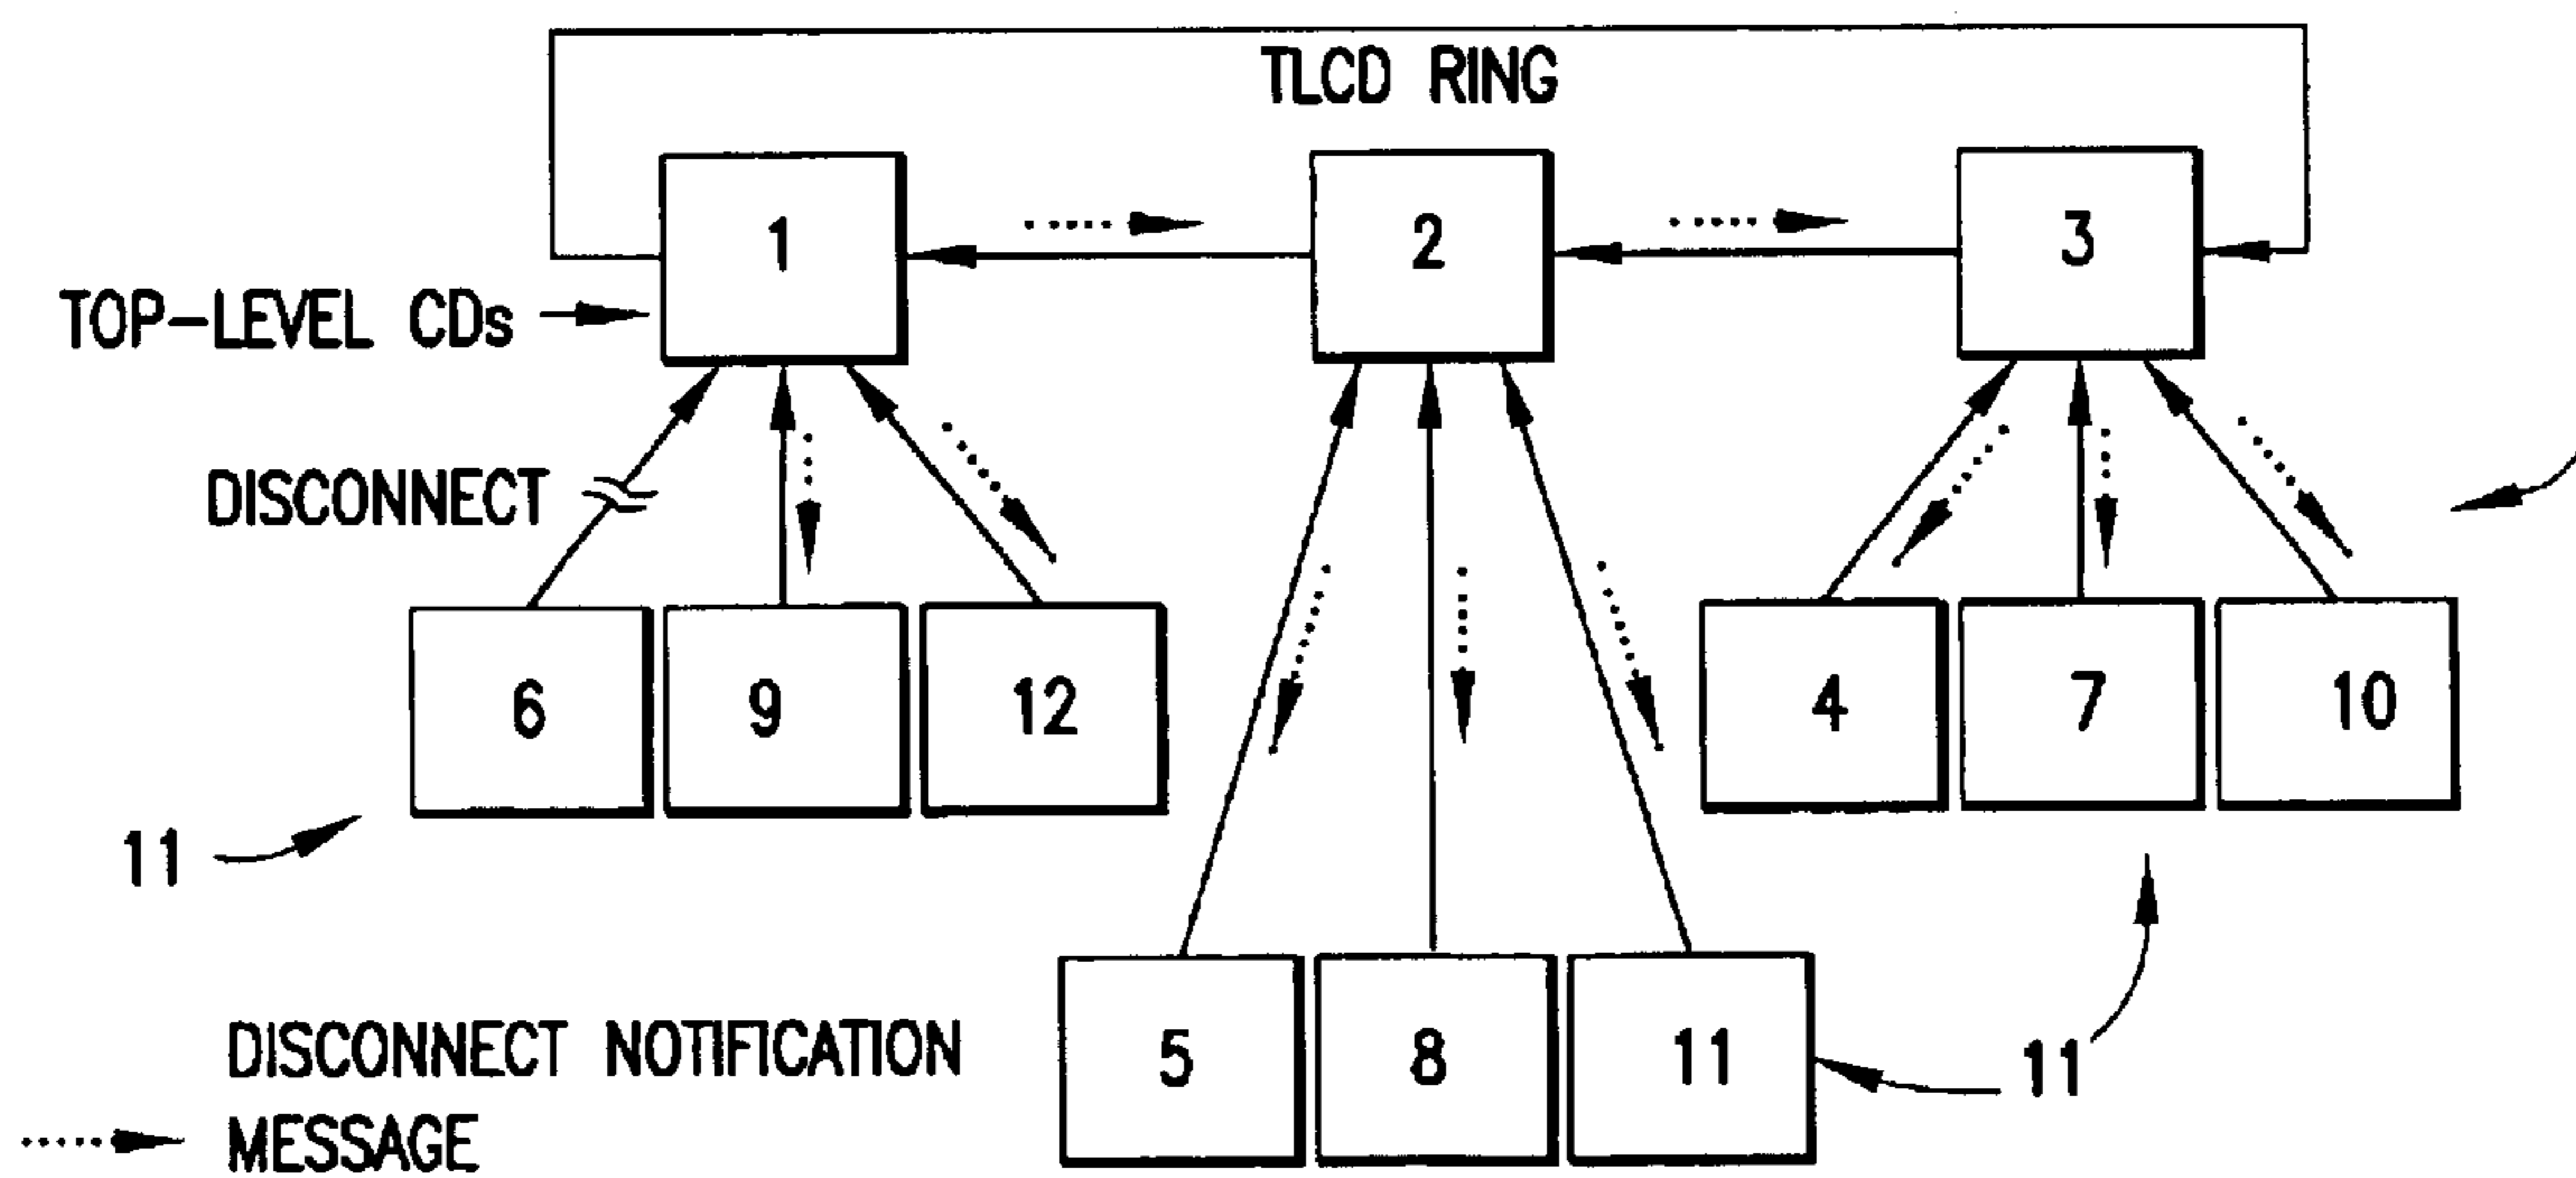 TLCD RING
1
2
3
TOP-LEVEL CDs
DISCONNECT
6
9
12
4
7
10
11
5
8
11
11
DISCONNECT NOTIFICATION
MESSAGE